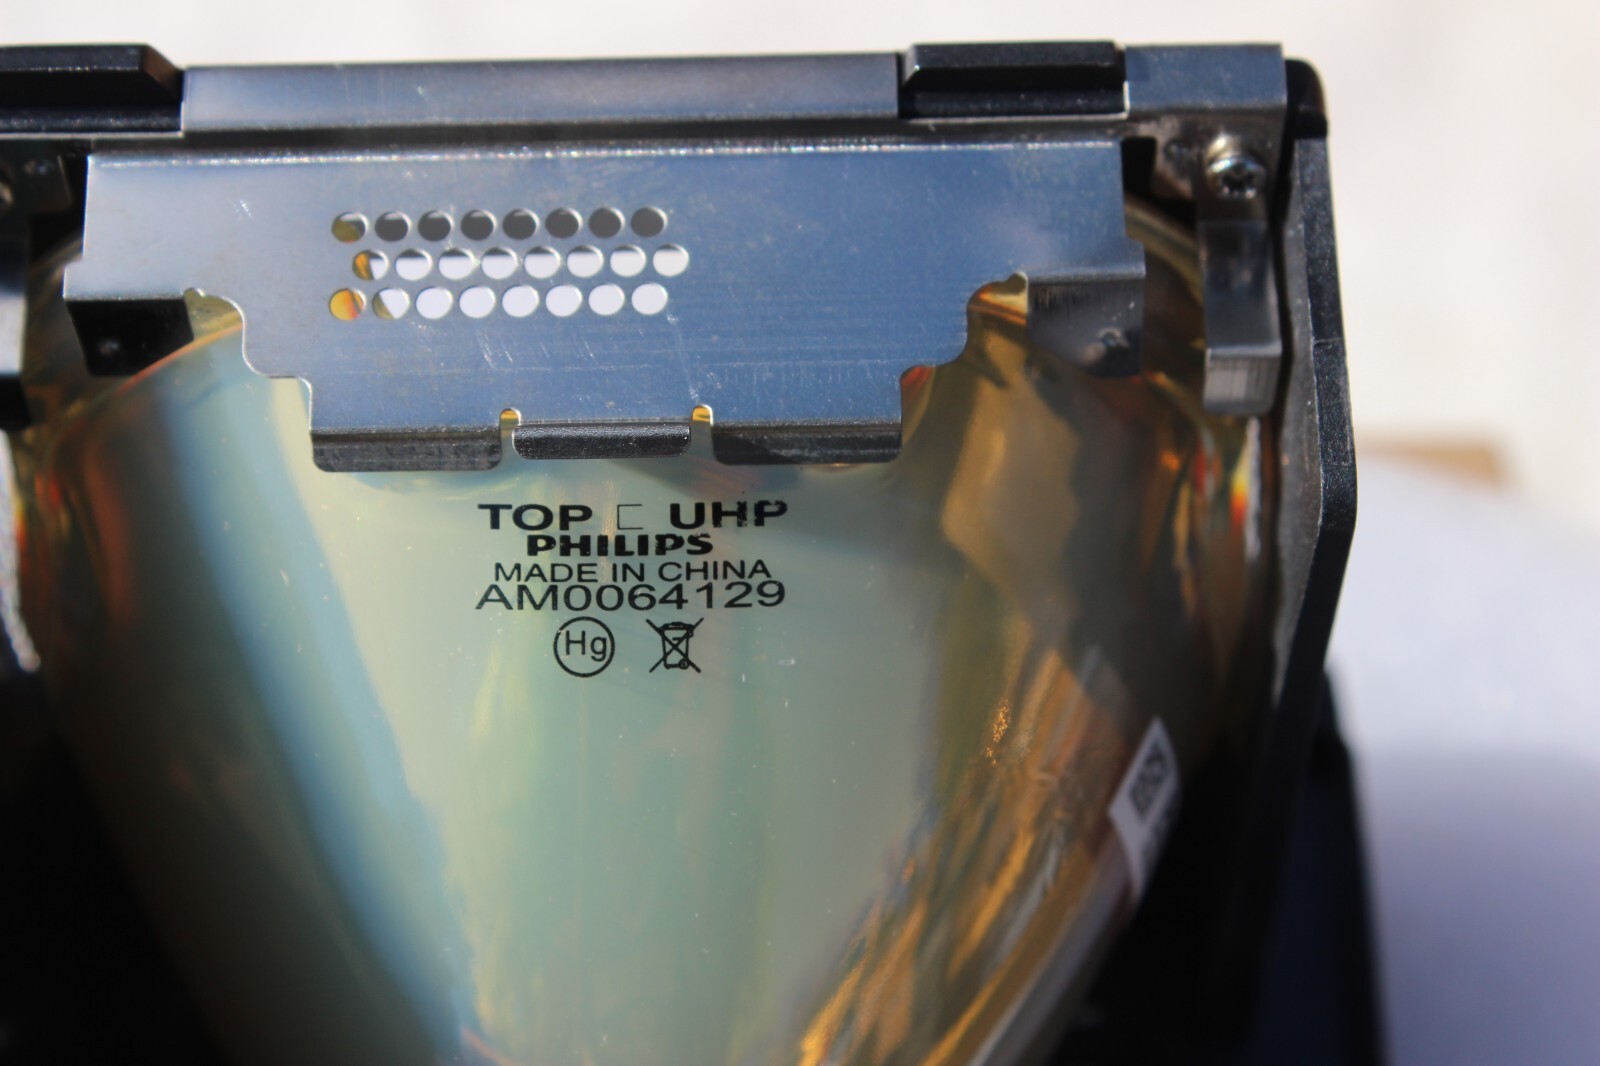 TOP ⊏ UHP
PHILIPS
MADE IN CHINA
AM0064129
Hg